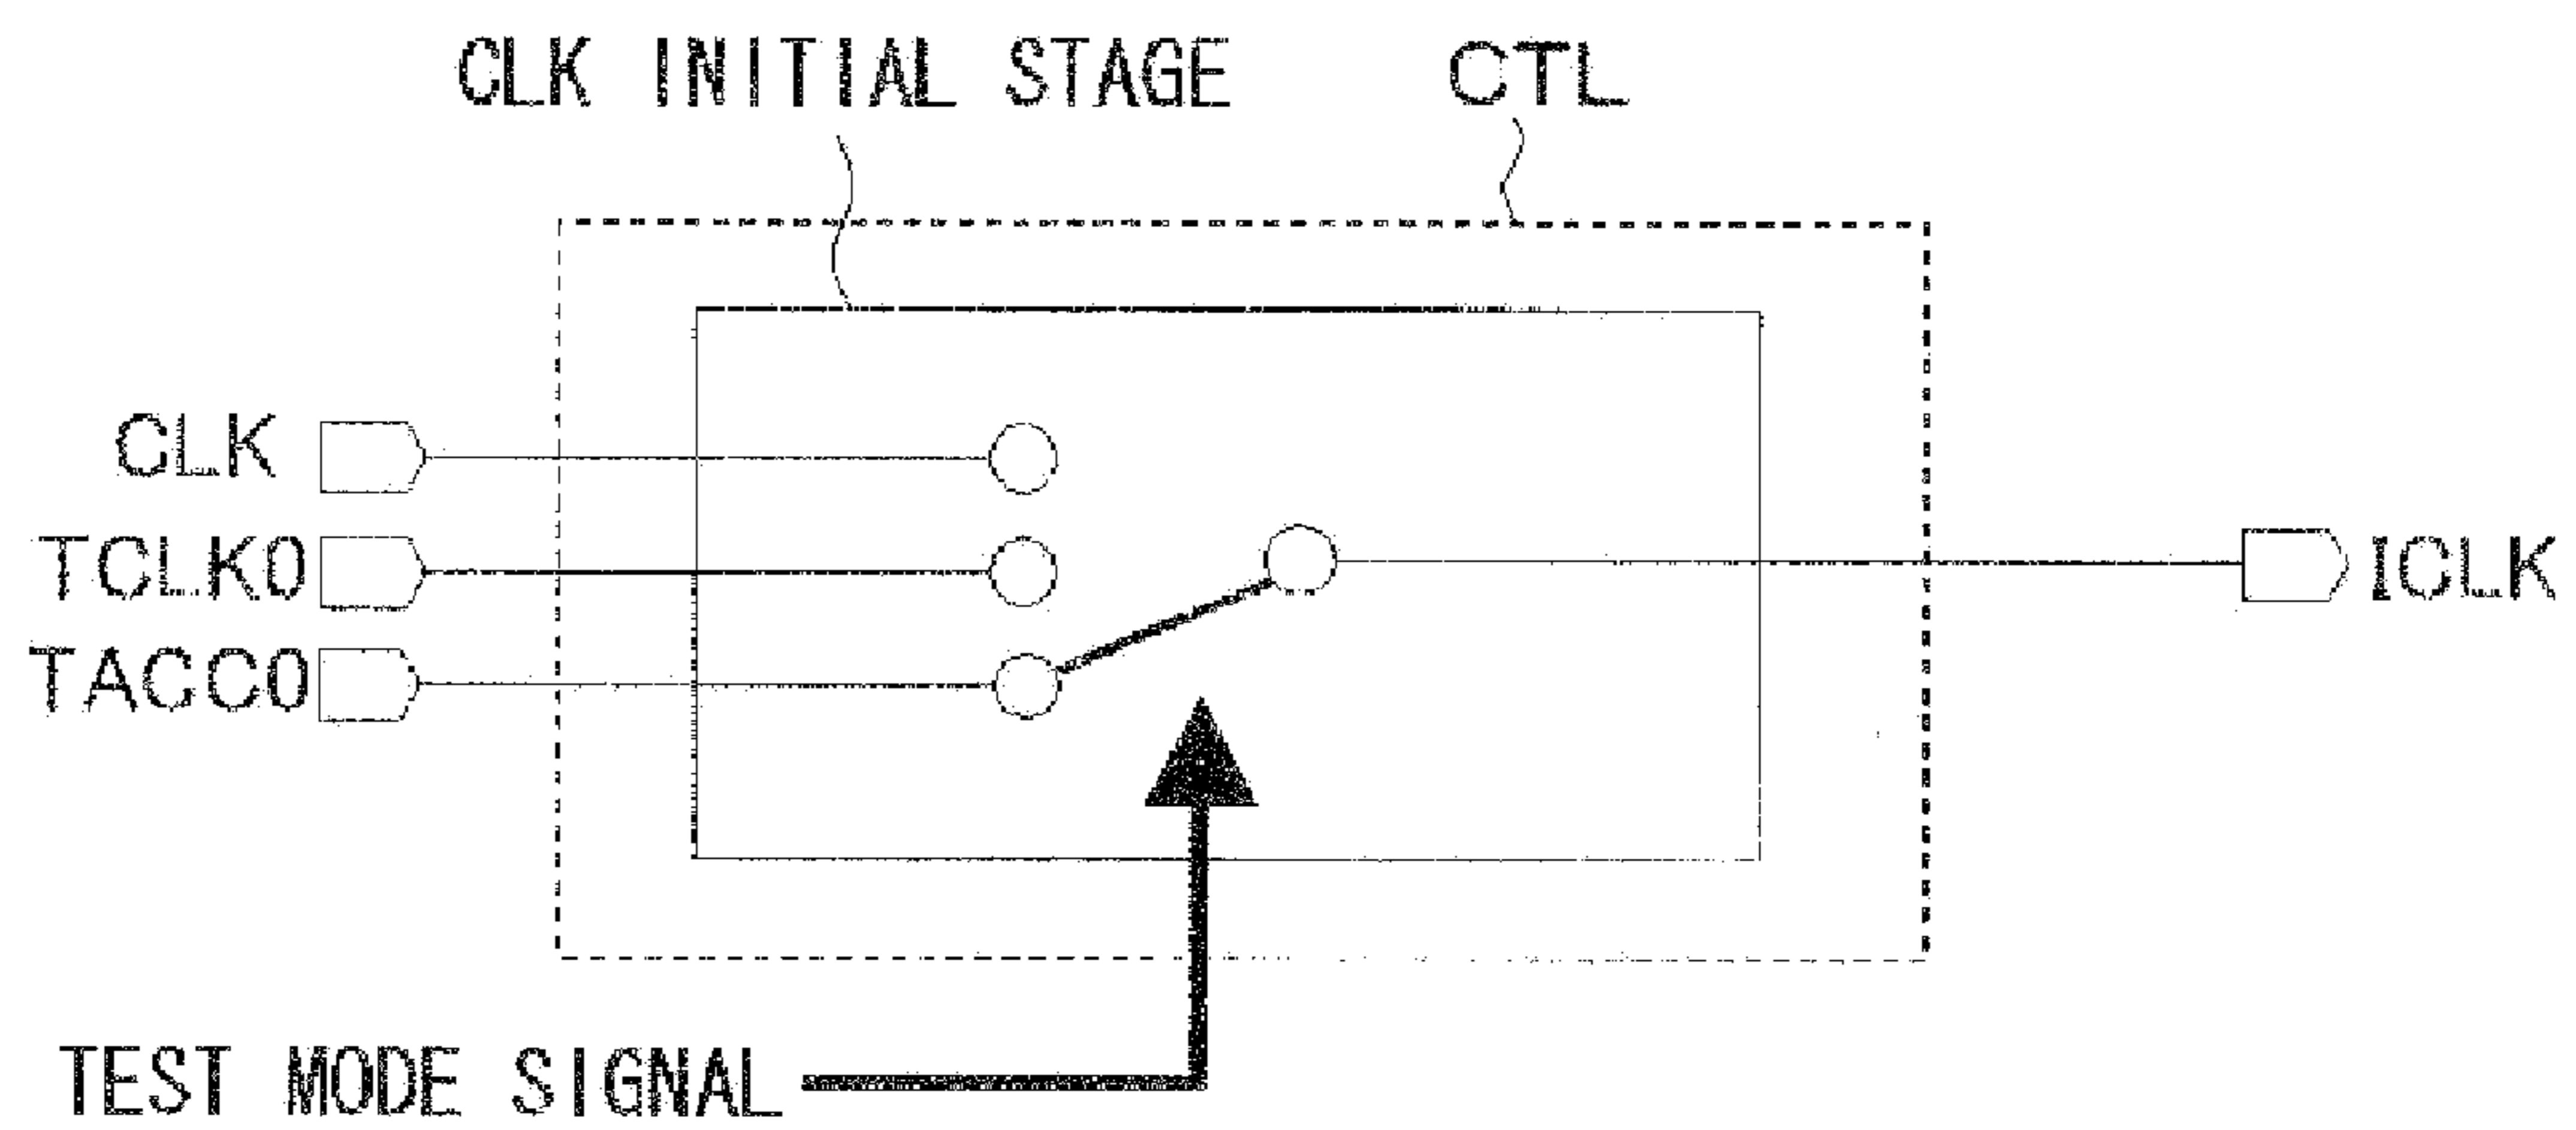 CLK INITIAL STAGE CTL
CLK
TCLK0
ICLK
TACC0
TEST MODE SIGNAL